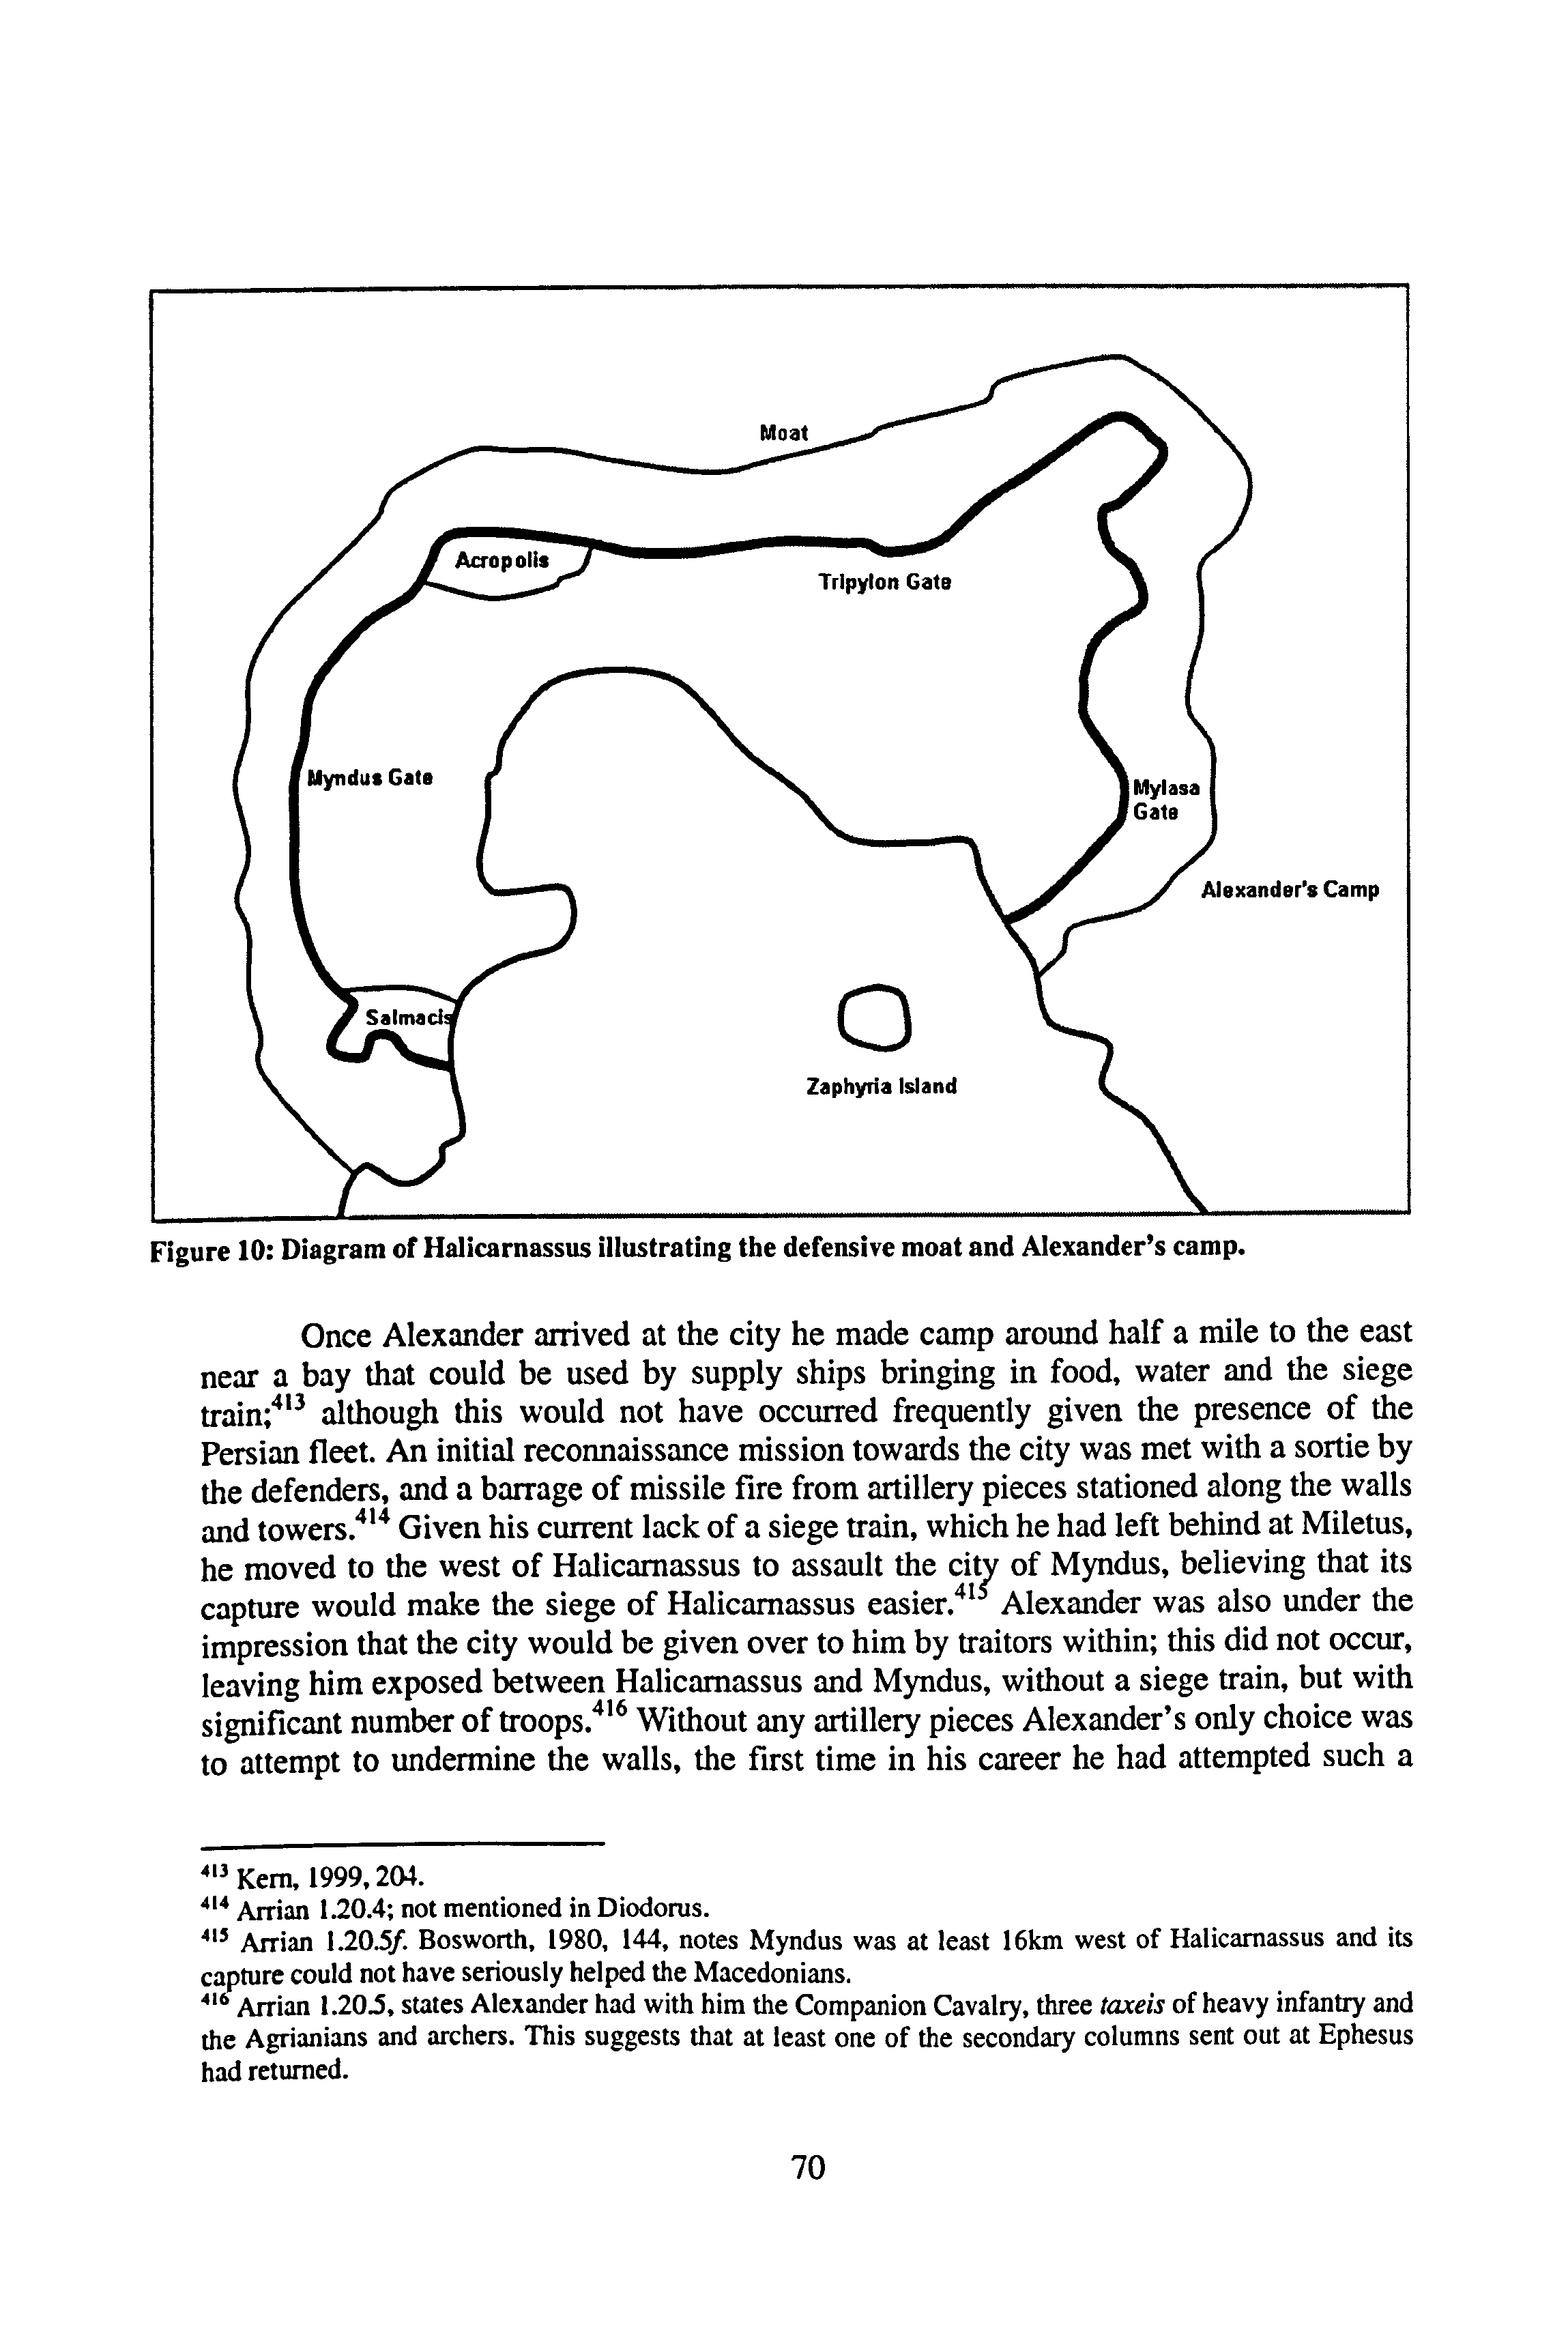 Moat
Acropolis
Tripylon Gate
Myndus Gate
Mylasa
Gate
Alexander's Camp
Salmacis
Zaphyria Island
Figure 10: Diagram of Halicarnassus illustrating the defensive moat and Alexander's camp.
Once Alexander arrived at the city he made camp around half a mile to the east
near a bay that could be used by supply ships bringing in food, water and the siege
train;⁴¹³ although this would not have occurred frequently given the presence of the
Persian fleet. An initial reconnaissance mission towards the city was met with a sortie by
the defenders, and a barrage of missile fire from artillery pieces stationed along the walls
and towers.⁴¹⁴ Given his current lack of a siege train, which he had left behind at Miletus,
he moved to the west of Halicarnassus to assault the city of Myndus, believing that its
capture would make the siege of Halicarnassus easier.⁴¹⁵ Alexander was also under the
impression that the city would be given over to him by traitors within; this did not occur,
leaving him exposed between Halicarnassus and Myndus, without a siege train, but with
significant number of troops.⁴¹⁶ Without any artillery pieces Alexander's only choice was
to attempt to undermine the walls, the first time in his career he had attempted such a
⁴¹³ Kern, 1999, 204.
⁴¹⁴ Arrian 1.20.4; not mentioned in Diodorus.
⁴¹⁵ Arrian 1.20.5f. Bosworth, 1980, 144, notes Myndus was at least 16km west of Halicarnassus and its
capture could not have seriously helped the Macedonians.
⁴¹⁶ Arrian 1.20.5, states Alexander had with him the Companion Cavalry, three taxeis of heavy infantry and
the Agrianians and archers. This suggests that at least one of the secondary columns sent out at Ephesus
had returned.
70